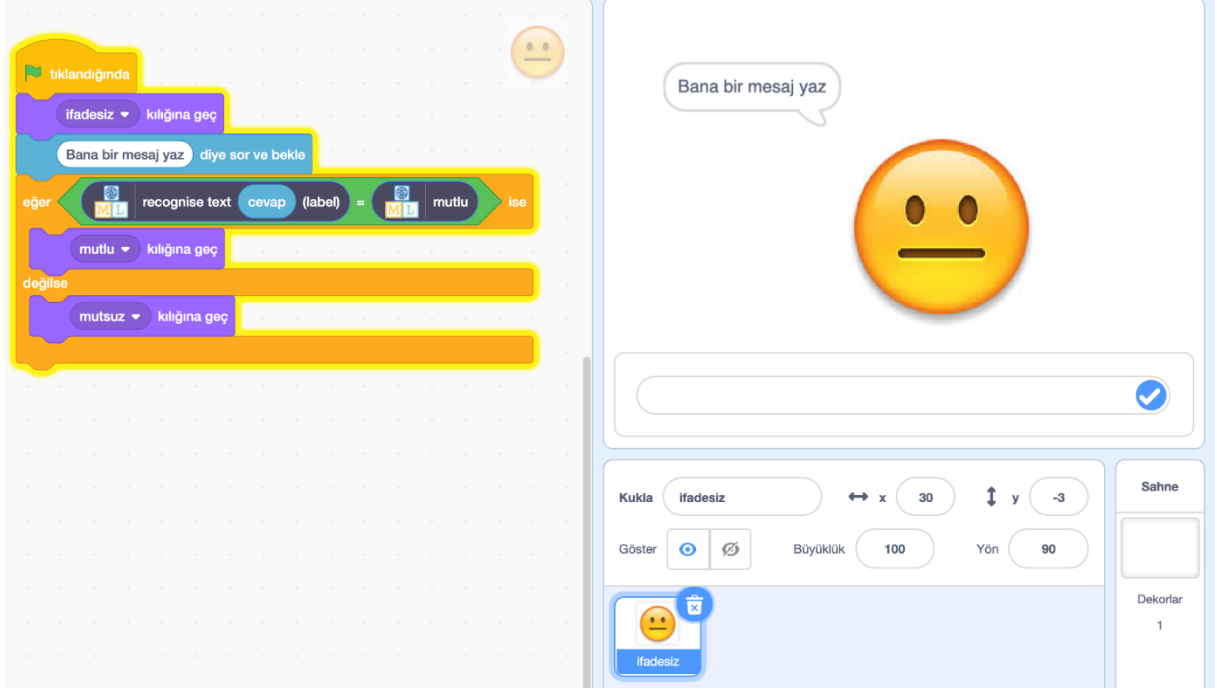 tıklandığında
ifadesiz kılığına geç
Bana bir mesaj yaz diye sor ve bekle
eğer ML recognise text cevap (label) = ML mutlu ise
mutlu kılığına geç
değilse
mutsuz kılığına geç
Bana bir mesaj yaz
Kukla ifadesiz x 30 y -3
Göster Büyüklük 100 Yön 90
ifadesiz
Sahne
Dekorlar
1